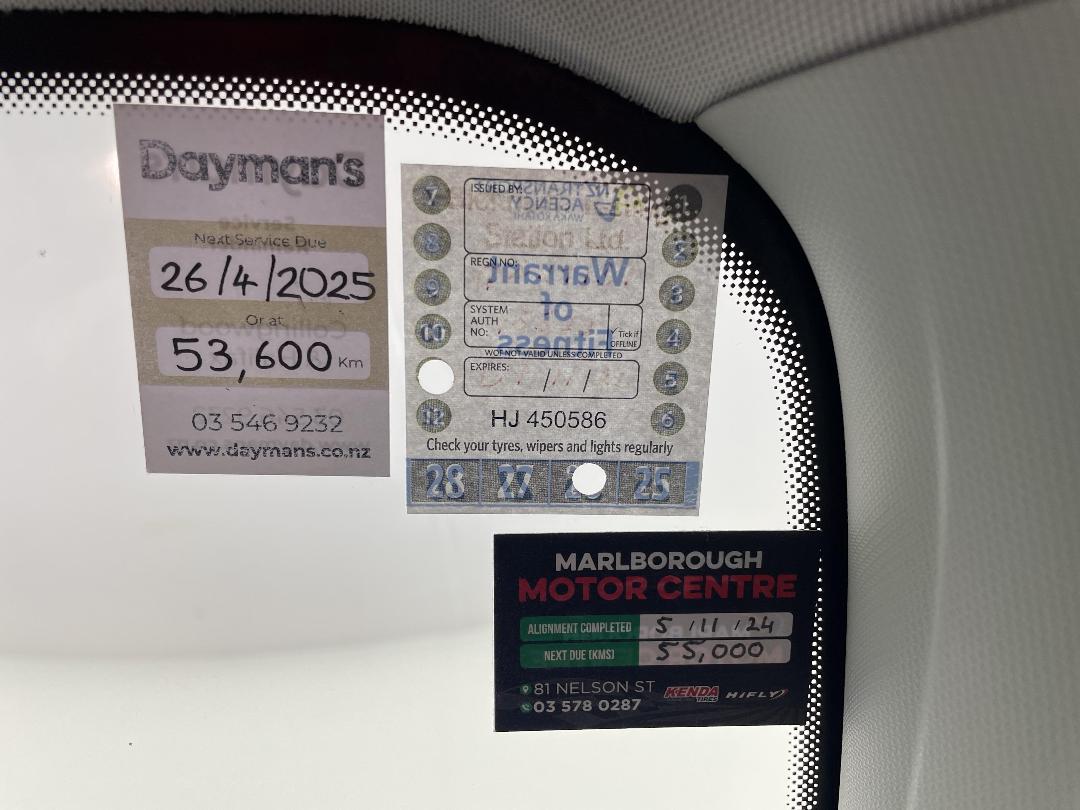 Dayman's
Next Service Due
26/4/2025
Or at
53,600 Km
03 546 9232
www.daymans.co.nz
7
8
9
10
12
ISSUED BY:
NZ TRANSPORT
AGENCY
WAKA KOTAHI
REGN NO:
Warrant
of
Fitness
SYSTEM
AUTH
NO:
✓ Tick if
OFFLINE
WOF NOT VALID UNLESS COMPLETED
EXPIRES: / /
2
3
4
5
6
HJ 450586
Check your tyres, wipers and lights regularly
28 27 25
MARLBOROUGH
MOTOR CENTRE
ALIGNMENT COMPLETED 5/11/24
NEXT DUE (KMS) 55,000
81 NELSON ST
03 578 0287
KENDA
TIRES
HIFLY